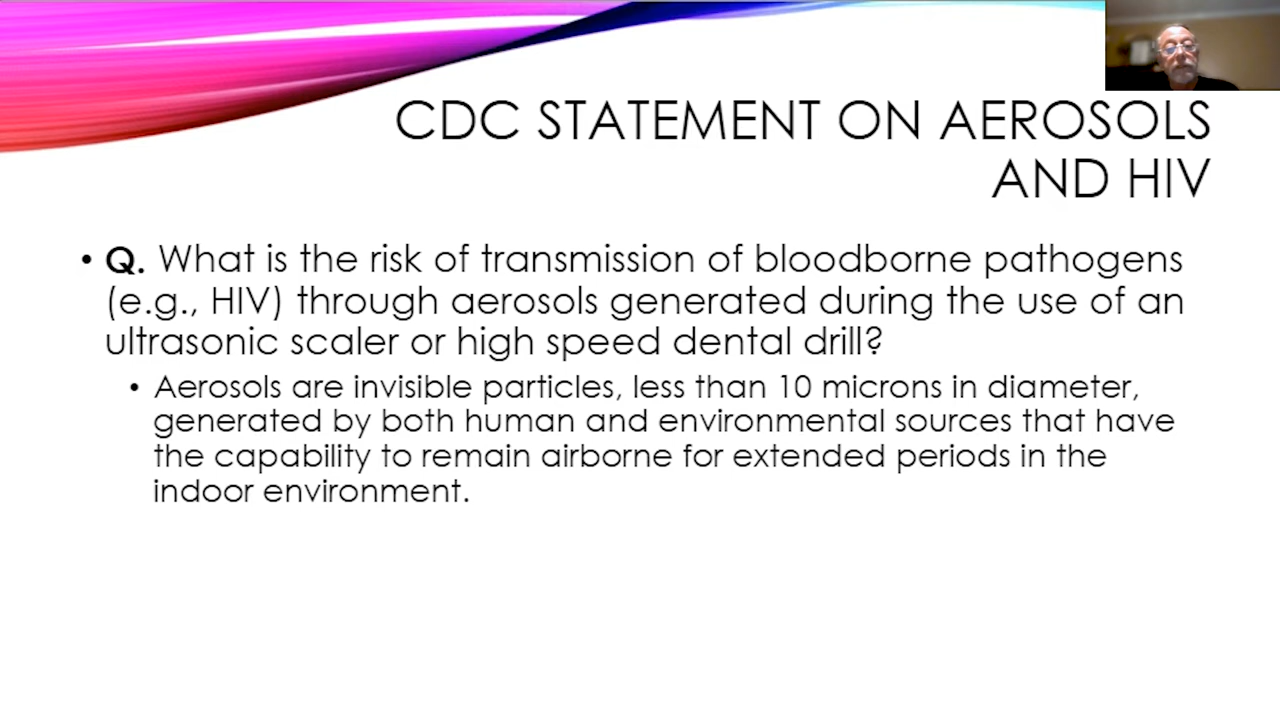 CDC STATEMENT ON AEROSOLS
AND HIV
• Q. What is the risk of transmission of bloodborne pathogens
(e.g., HIV) through aerosols generated during the use of an
ultrasonic scaler or high speed dental drill?
• Aerosols are invisible particles, less than 10 microns in diameter,
generated by both human and environmental sources that have
the capability to remain airborne for extended periods in the
indoor environment.